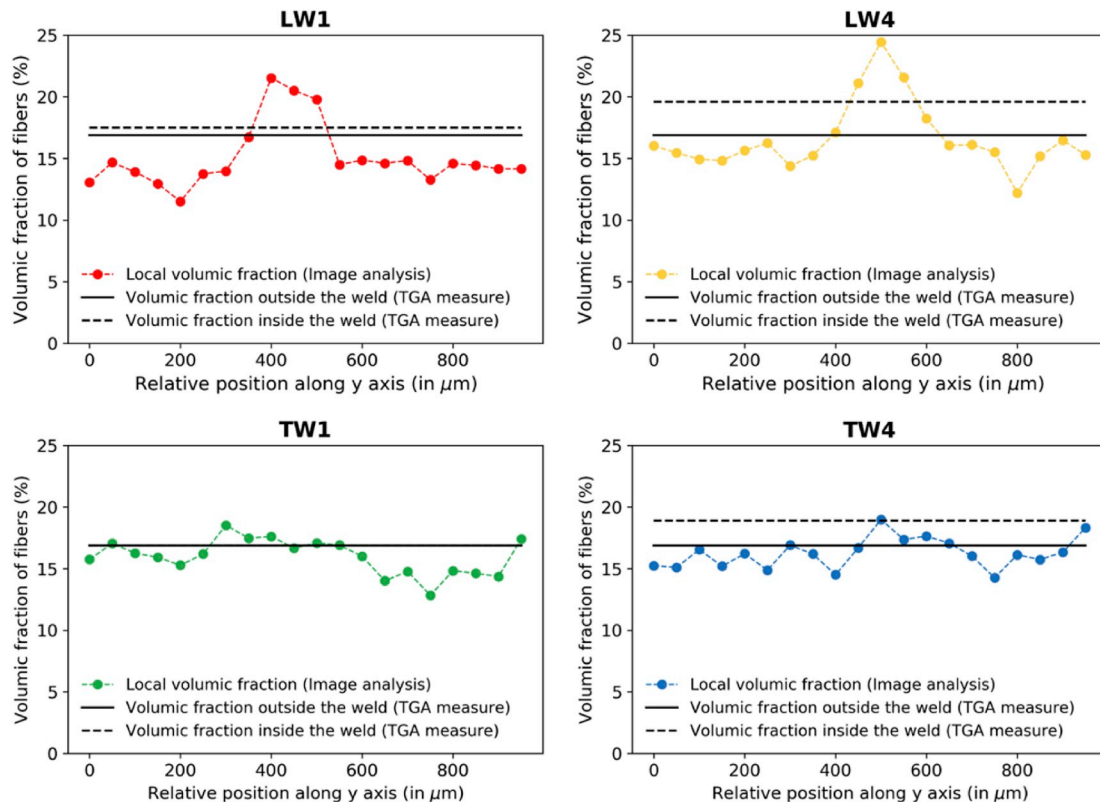 LW1
Volumic fraction of fibers (%)
25
20
15
10
5
0
Local volumic fraction (Image analysis)
Volumic fraction outside the weld (TGA measure)
Volumic fraction inside the weld (TGA measure)
0 200 400 600 800
Relative position along y axis (in μm)
LW4
Volumic fraction of fibers (%)
25
20
15
10
5
0
Local volumic fraction (Image analysis)
Volumic fraction outside the weld (TGA measure)
Volumic fraction inside the weld (TGA measure)
0 200 400 600 800
Relative position along y axis (in μm)
TW1
Volumic fraction of fibers (%)
25
20
15
10
5
0
Local volumic fraction (Image analysis)
Volumic fraction outside the weld (TGA measure)
Volumic fraction inside the weld (TGA measure)
0 200 400 600 800
Relative position along y axis (in μm)
TW4
Volumic fraction of fibers (%)
25
20
15
10
5
0
Local volumic fraction (Image analysis)
Volumic fraction outside the weld (TGA measure)
Volumic fraction inside the weld (TGA measure)
0 200 400 600 800
Relative position along y axis (in μm)